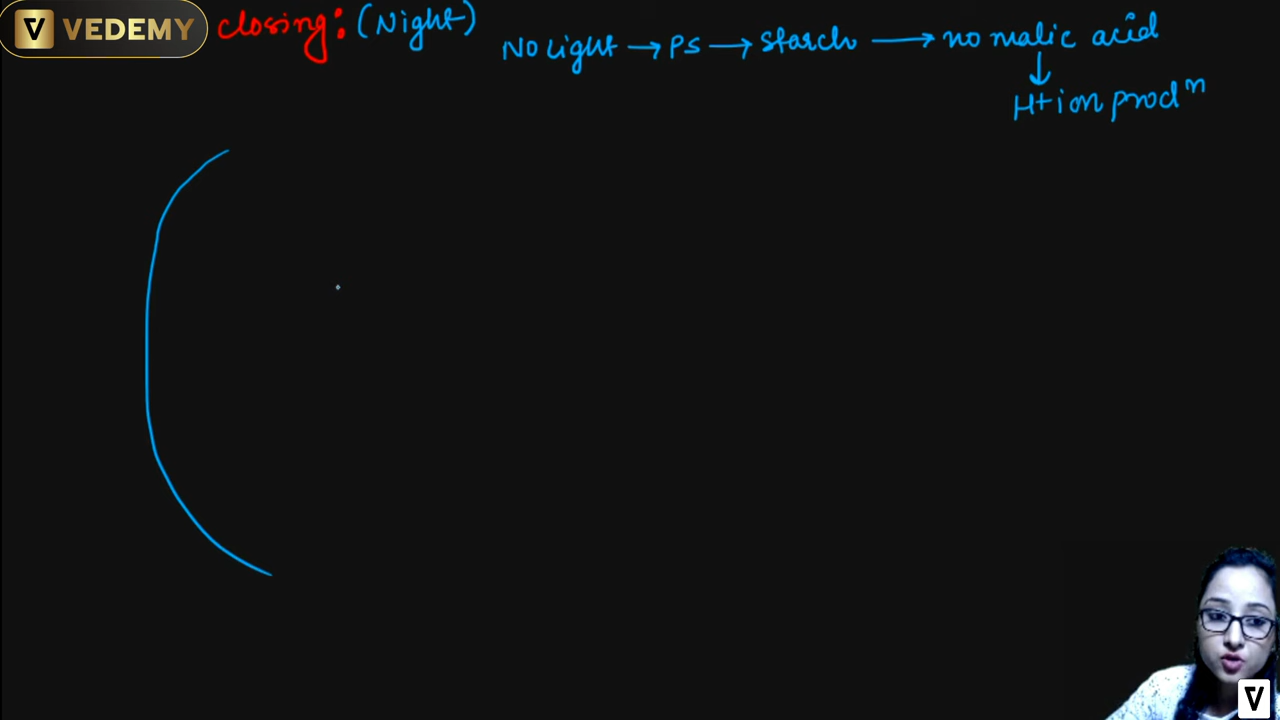 VEDEMY
closing: (Night)
No Light → PS → Starch → no malic acid
↓
H+ ion prodⁿ